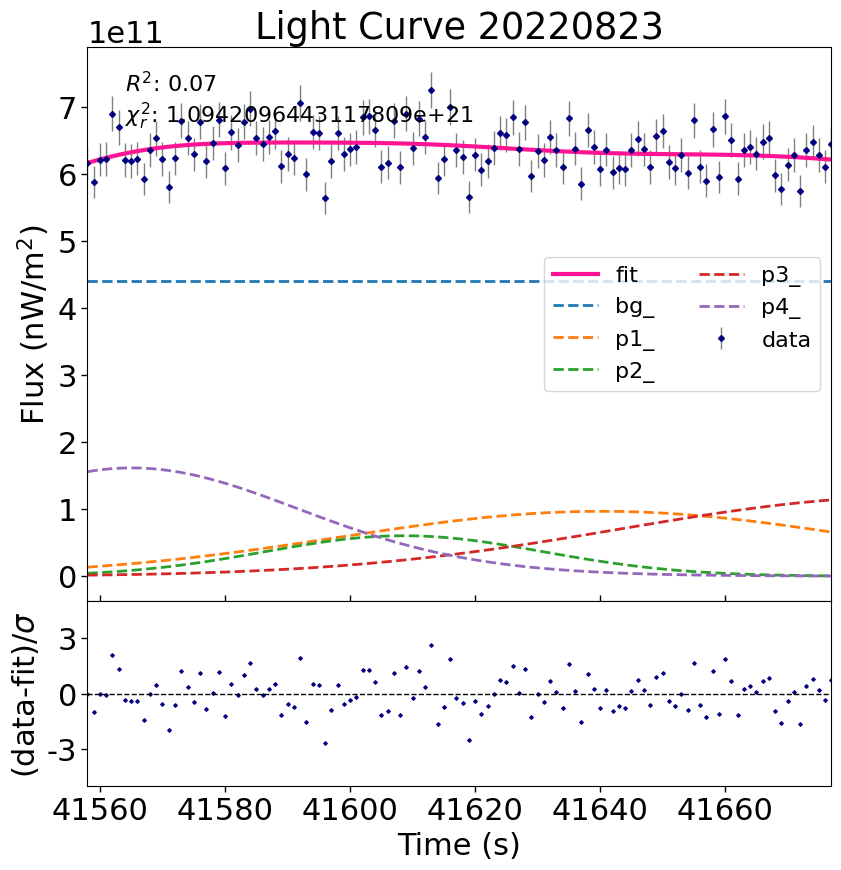 Light Curve 20220823
1e11
R²: 0.07
χ²ᵣ: 1.0942096443117809e+21
7
6
5
4
3
2
1
0
Flux (nW/m²)
fit
bg_
p1_
p2_
p3_
p4_
data
3
0
-3
(data-fit)/σ
41560 41580 41600 41620 41640 41660
Time (s)